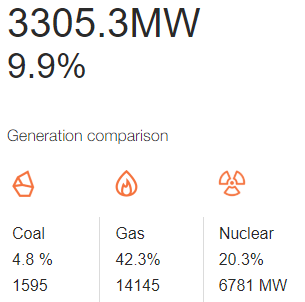 3305.3MW
9.9%
Generation comparison
Coal Gas Nuclear
4.8 % 42.3% 20.3%
1595 14145 6781 MW